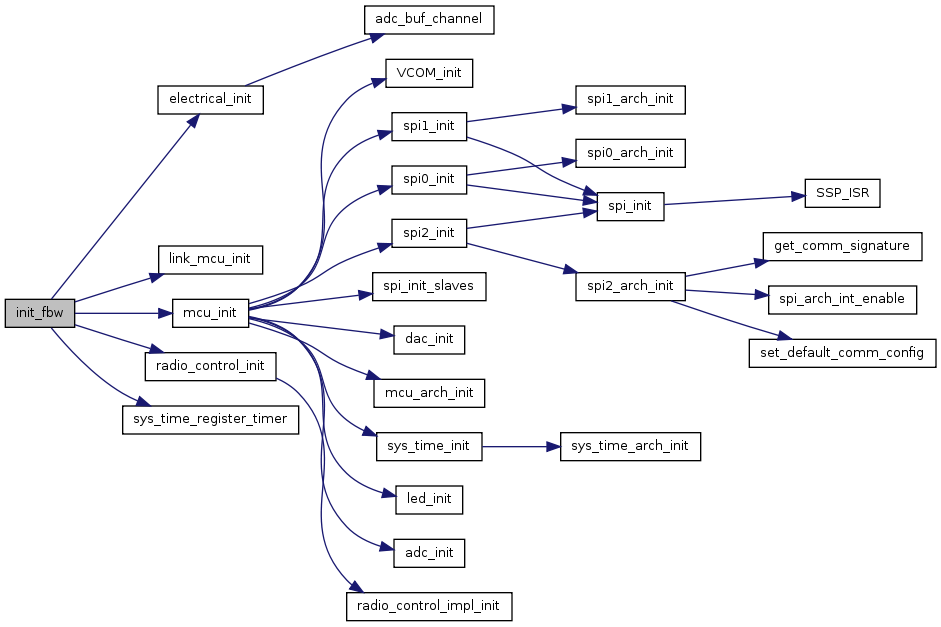 adc_buf_channel
VCOM_init
electrical_init
spi1_arch_init
spi1_init
spi0_arch_init
spi0_init
SSP_ISR
spi_init
spi2_init
get_comm_signature
link_mcu_init
spi_init_slaves
spi2_arch_init
spi_arch_int_enable
init_fbw
mcu_init
dac_init
set_default_comm_config
radio_control_init
mcu_arch_init
sys_time_register_timer
sys_time_init
sys_time_arch_init
led_init
adc_init
radio_control_impl_init